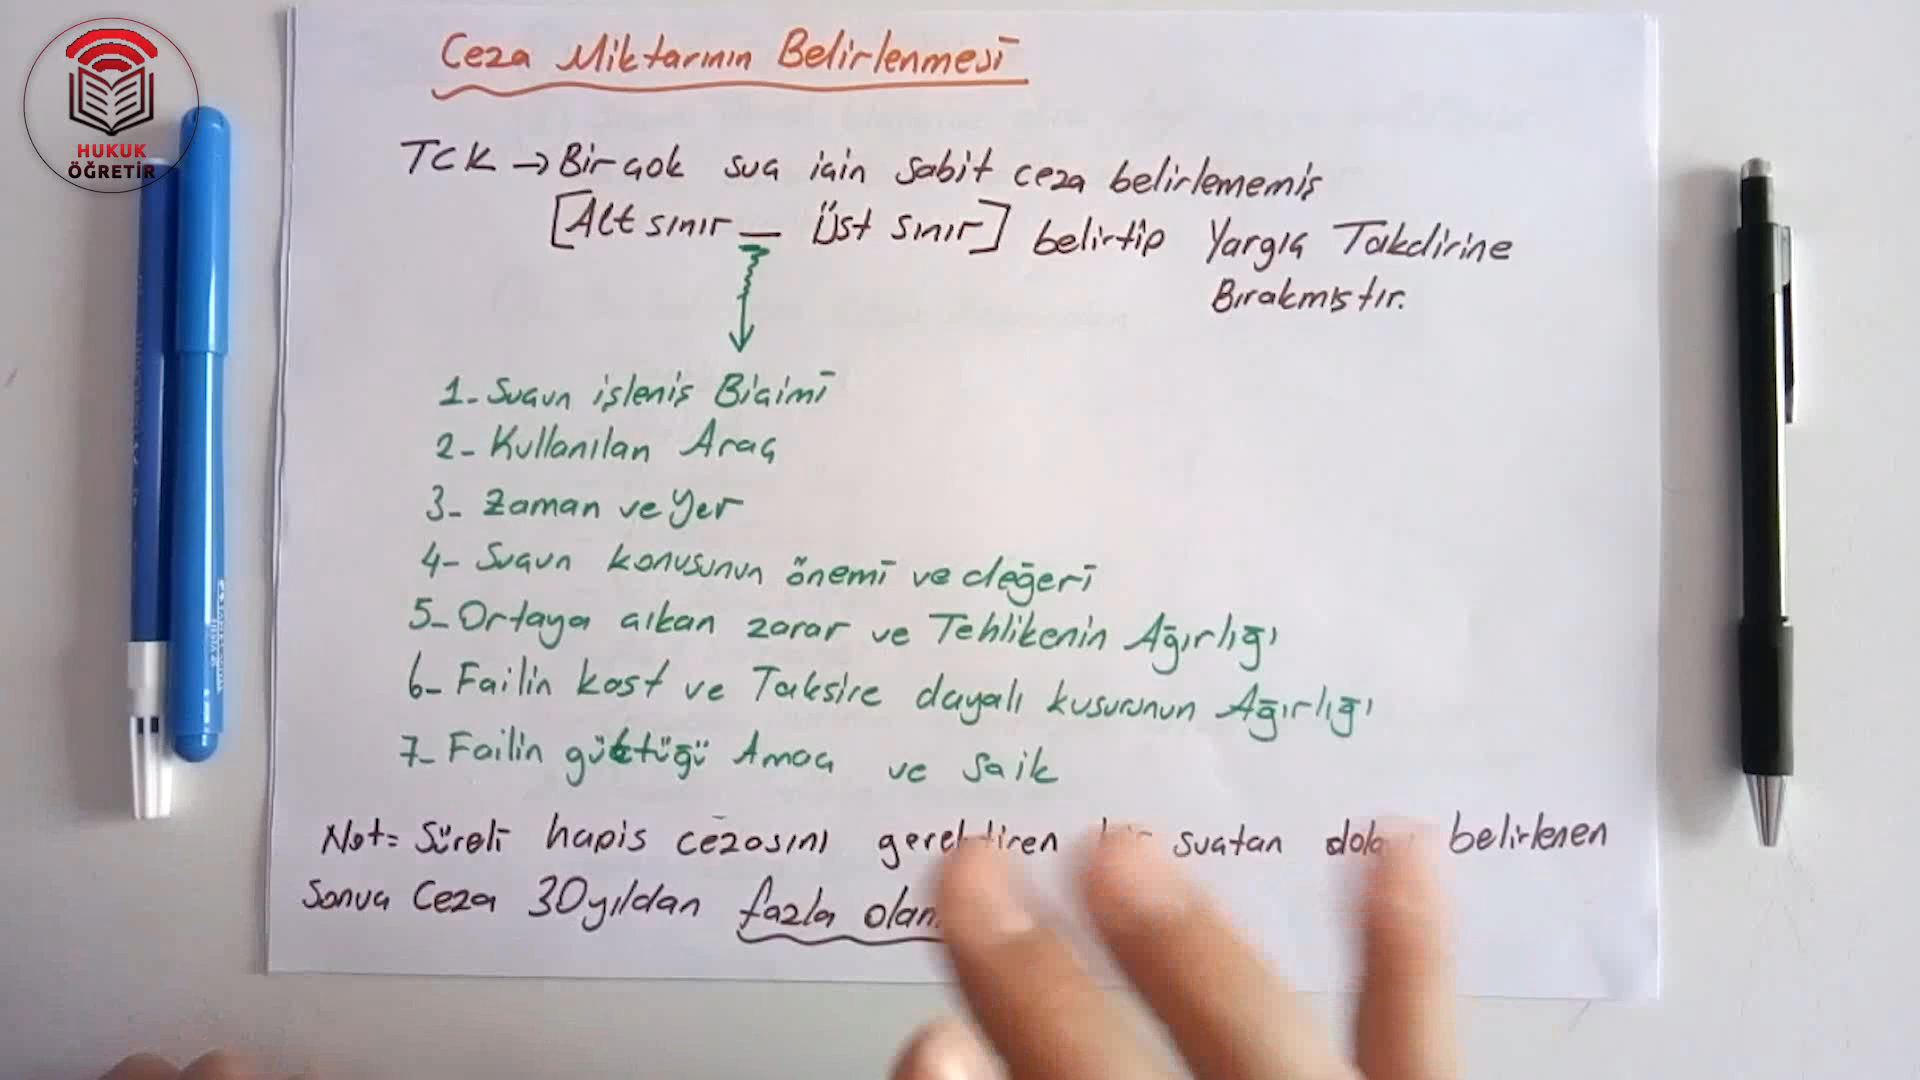 HUKUK
ÖĞRETİR
Ceza Miktarının Belirlenmesi
TCK → Birçok suç için sabit ceza belirlememiş
[Alt sınır — Üst sınır] belirtip Yargıç Takdirine
Bırakmıştır.
1- Suçun işleniş Biçimi
2- Kullanılan Araç
3- Zaman ve Yer
4- Suçun konusunun önemi ve değeri
5- Ortaya çıkan zarar ve Tehlikenin Ağırlığı
6- Failin kast ve Taksire dayalı kusurunun Ağırlığı
7- Failin güttüğü Amaç ve Saik
Not= Süreli hapis cezasını gerektiren suçtan belirlenen
Sonuç Ceza 30 yıldan fazla